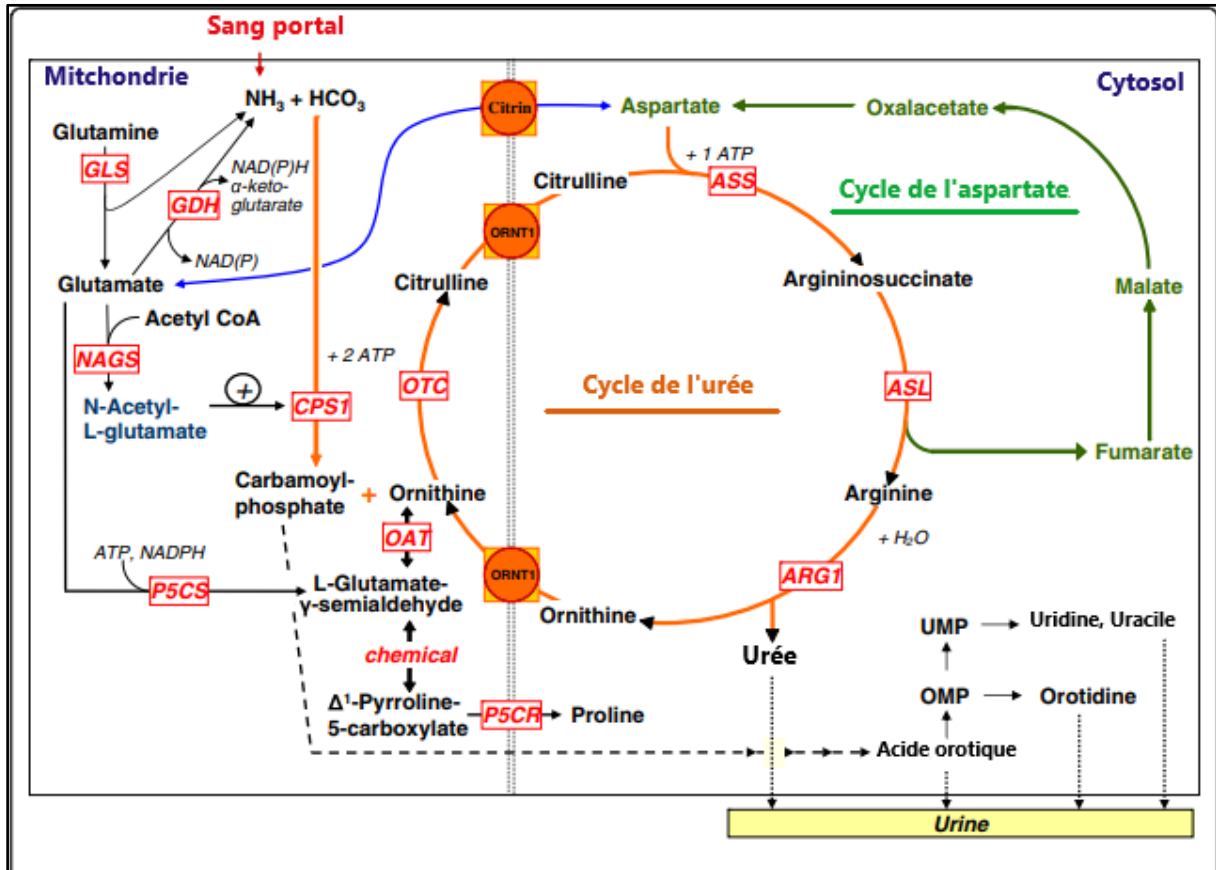 Sang portal
Mitchondrie
Cytosol
NH3 + HCO3
Citrin
Aspartate
Oxalacetate
Glutamine
GLS
NAD(P)H
α-keto-
glutarate
GDH
+ 1 ATP
ASS
Citrulline
Cycle de l'aspartate
ORNT1
NAD(P)
Glutamate
Citrulline
Argininosuccinate
Malate
Acetyl CoA
NAGS
+ 2 ATP
OTC
Cycle de l'urée
ASL
+
N-Acetyl-
L-glutamate
CPS1
Fumarate
Carbamoyl-
phosphate
+
Ornithine
Arginine
+ H2O
OAT
ATP, NADPH
P5CS
L-Glutamate-
γ-semialdehyde
ORNT1
ARG1
Ornithine
UMP
Uridine, Uracile
chemical
Urée
Δ1-Pyrroline-
5-carboxylate
P5CR
Proline
OMP
Orotidine
Acide orotique
Urine